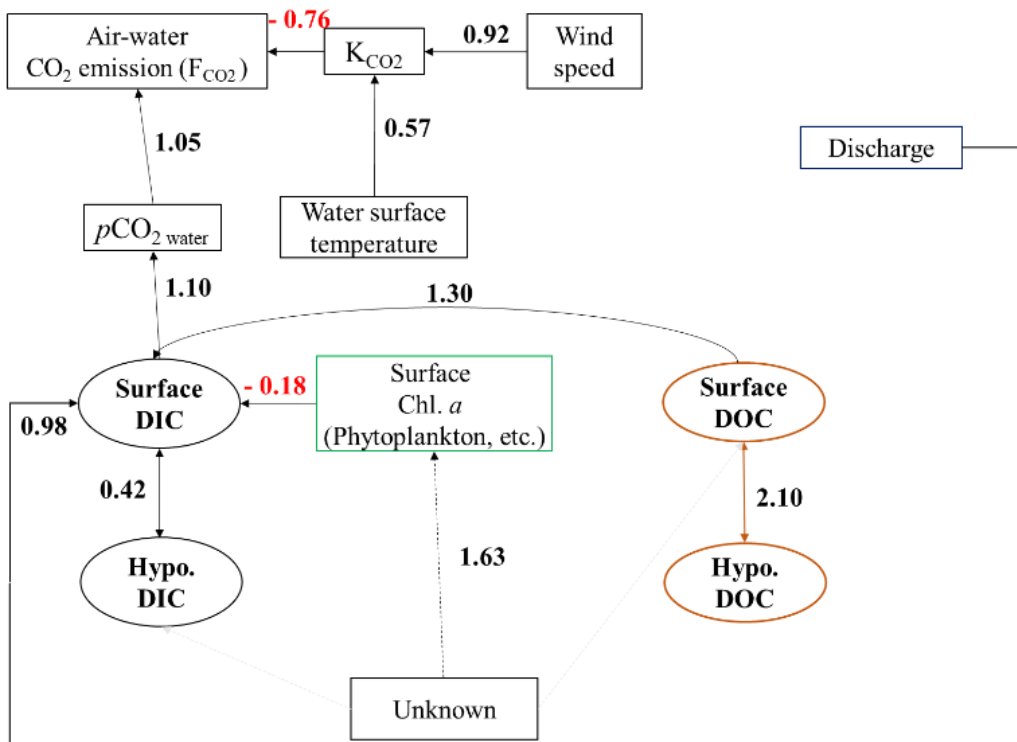 - 0.76
Air-water
CO2 emission (FCO2)
KCO2
0.92
Wind
speed
1.05
0.57
Discharge
pCO2 water
Water surface
temperature
1.10
1.30
Surface
DIC
- 0.18
Surface
Chl. a
(Phytoplankton, etc.)
Surface
DOC
0.98
0.42
2.10
1.63
Hypo.
DIC
Hypo.
DOC
Unknown